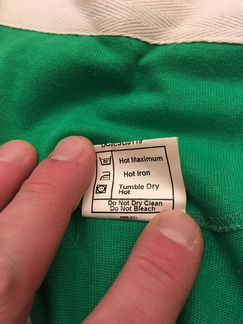 Hot Maximum
Hot Iron
Tumble Dry
Hot
Do Not Dry Clean
Do Not Bleach